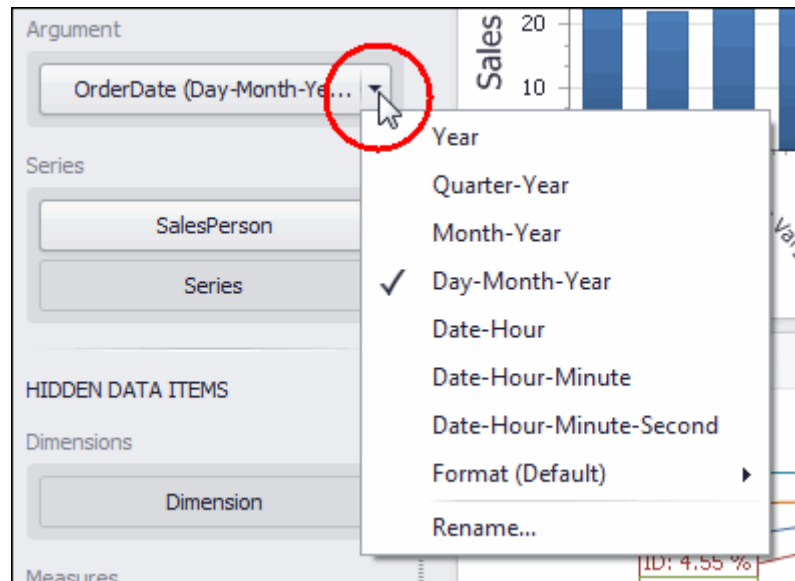 Argument
OrderDate (Day-Month-Ye...
Series
SalesPerson
Series
HIDDEN DATA ITEMS
Dimensions
Dimension
Measures
Sales
20
10
Year
Quarter-Year
Month-Year
Day-Month-Year
Date-Hour
Date-Hour-Minute
Date-Hour-Minute-Second
Format (Default)
Rename...
ID: 4.55 %